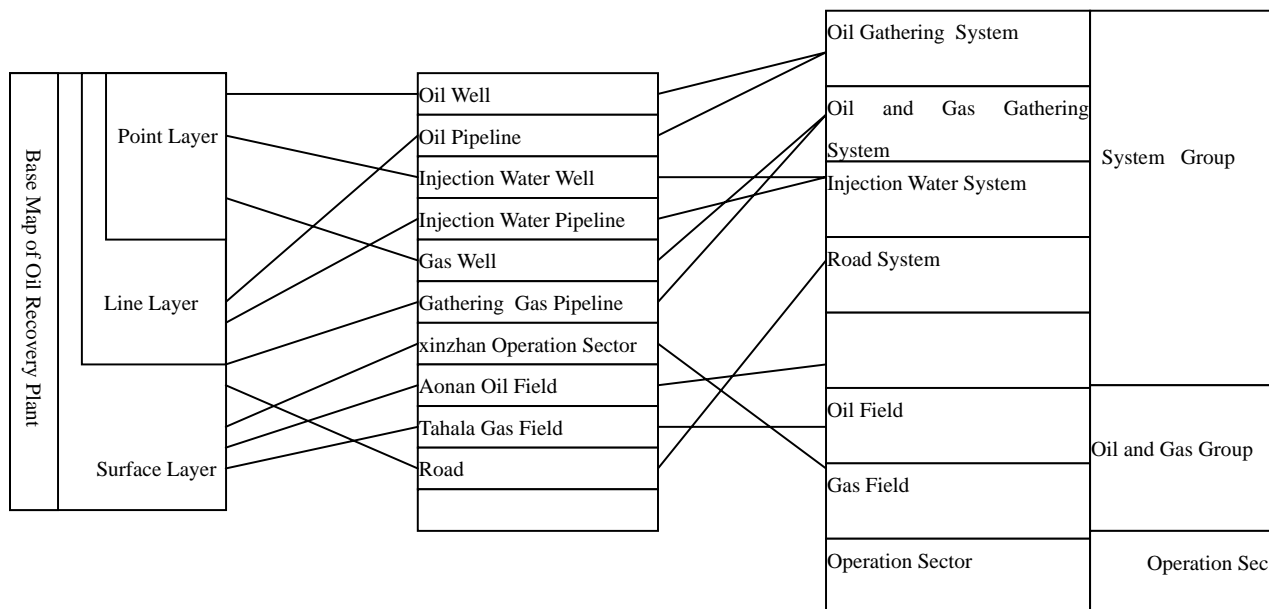 Base Map of Oil Recovery Plant
Point Layer
Line Layer
Surface Layer
Oil Well
Oil Pipeline
Injection Water Well
Injection Water Pipeline
Gas Well
Gathering Gas Pipeline
xinzhan Operation Sector
Aonan Oil Field
Tahala Gas Field
Road
Oil Gathering System
Oil and Gas Gathering
System
Injection Water System
Road System
Oil Field
Gas Field
Operation Sector
System Group
Oil and Gas Group
Operation Sec